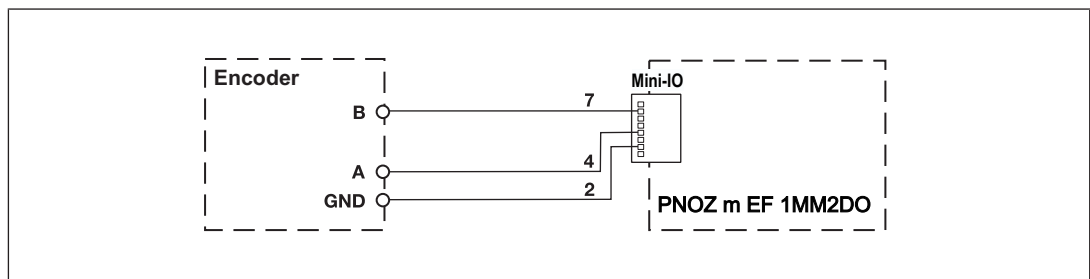 Encoder
Mini-IO
B
7
A
4
GND
2
PNOZ m EF 1MM2DO